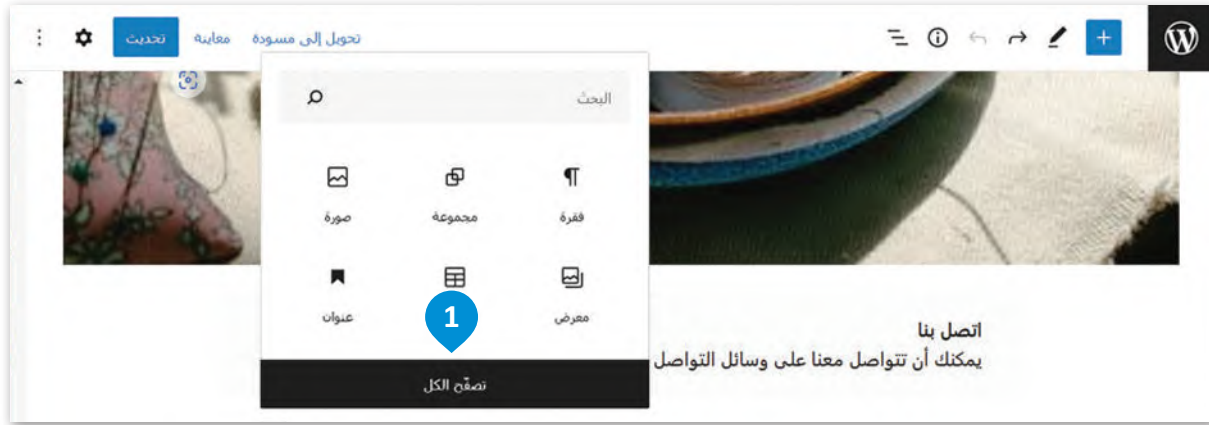 تحويل إلى مسودة معاينة تحديث
البحث
فقرة مجموعة صورة
معرض عنوان
1
تصفّح الكل
اتصل بنا
يمكنك أن تتواصل معنا على وسائل التواصل